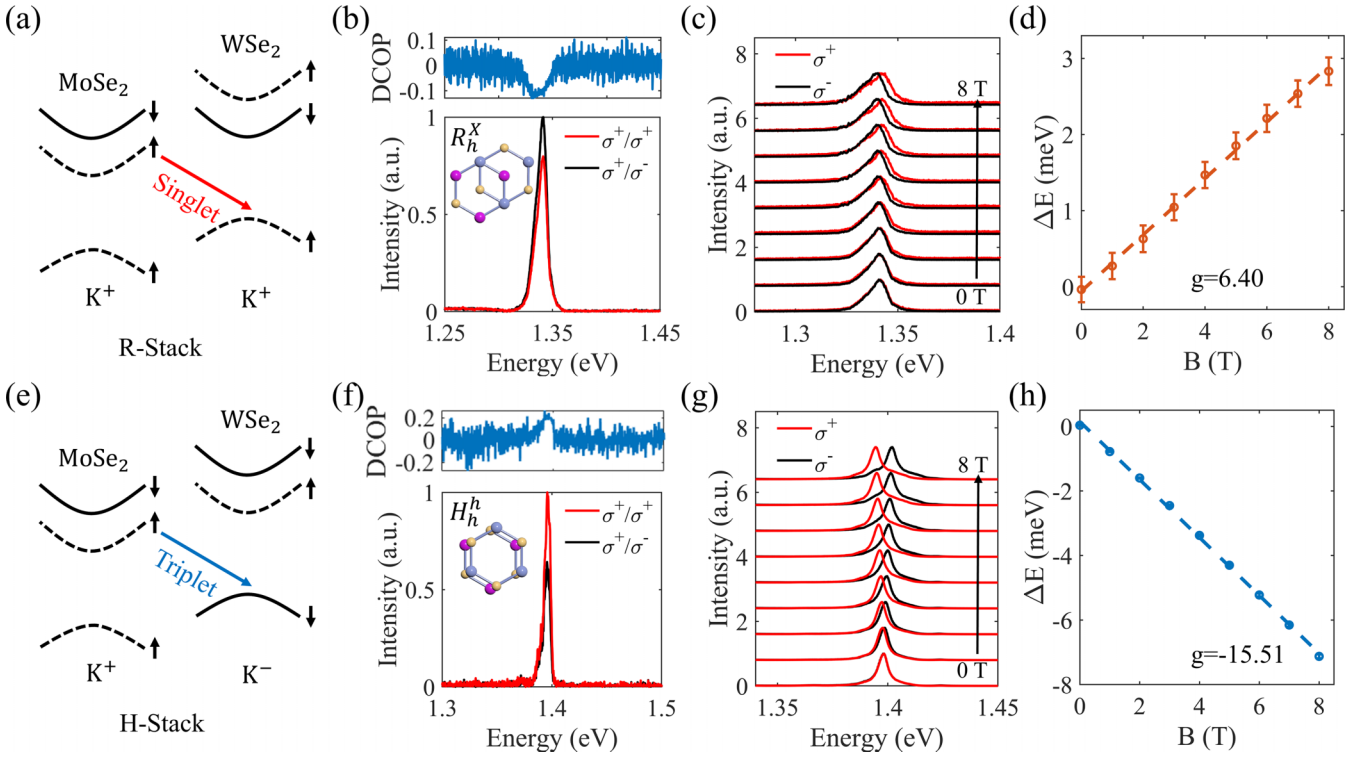 (a)
WSe₂
MoSe₂
Singlet
K⁺
K⁺
R-Stack
(b)
DCOP
0.1
0
-0.1
Intensity (a.u.)
1
0.5
0
R_h^X
σ⁺/σ⁺
σ⁺/σ⁻
1.25
1.35
1.45
Energy (eV)
(c)
Intensity (a.u.)
8
6
4
2
0
σ⁺
σ⁻
8 T
0 T
1.3
1.35
1.4
Energy (eV)
(d)
ΔE (meV)
3
2
1
0
g=6.40
0
2
4
6
8
B (T)
(e)
WSe₂
MoSe₂
Triplet
K⁺
K⁻
H-Stack
(f)
DCOP
0.2
0
-0.2
Intensity (a.u.)
1
0.5
0
H_h^h
σ⁺/σ⁺
σ⁺/σ⁻
1.3
1.4
1.5
Energy (eV)
(g)
Intensity (a.u.)
8
6
4
2
0
σ⁺
σ⁻
8 T
0 T
1.35
1.4
1.45
Energy (eV)
(h)
ΔE (meV)
0
-2
-4
-6
-8
g=-15.51
0
2
4
6
8
B (T)